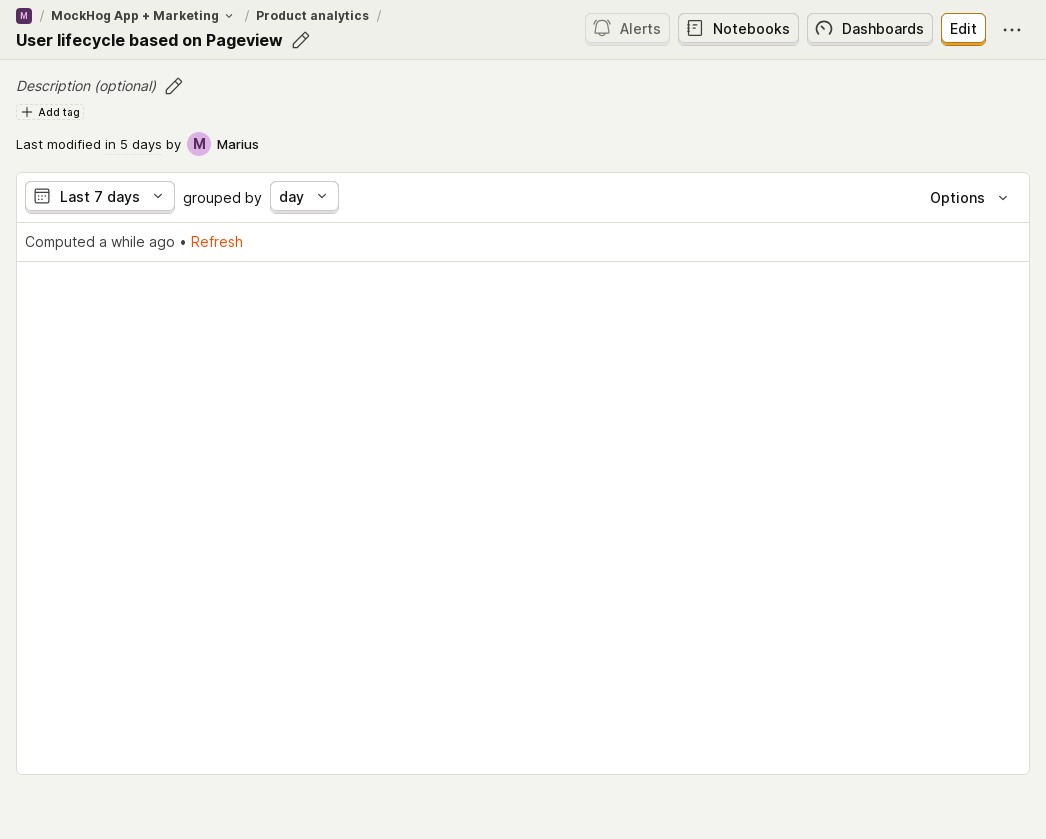 M / MockHog App + Marketing / Product analytics /
User lifecycle based on Pageview
Alerts Notebooks Dashboards Edit
Description (optional)
Add tag
Last modified in 5 days by M Marius
Last 7 days grouped by day Options
Computed a while ago • Refresh